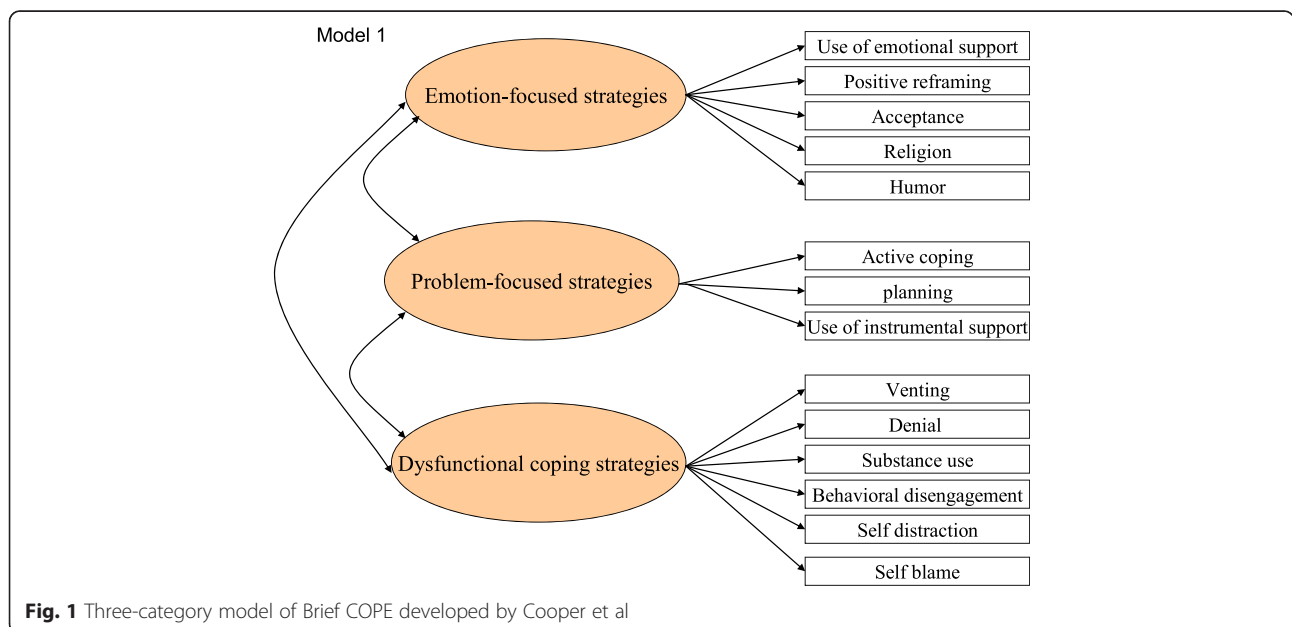 Model 1
Emotion-focused strategies
Use of emotional support
Positive reframing
Acceptance
Religion
Humor
Problem-focused strategies
Active coping
planning
Use of instrumental support
Dysfunctional coping strategies
Venting
Denial
Substance use
Behavioral disengagement
Self distraction
Self blame
Fig. 1 Three-category model of Brief COPE developed by Cooper et al